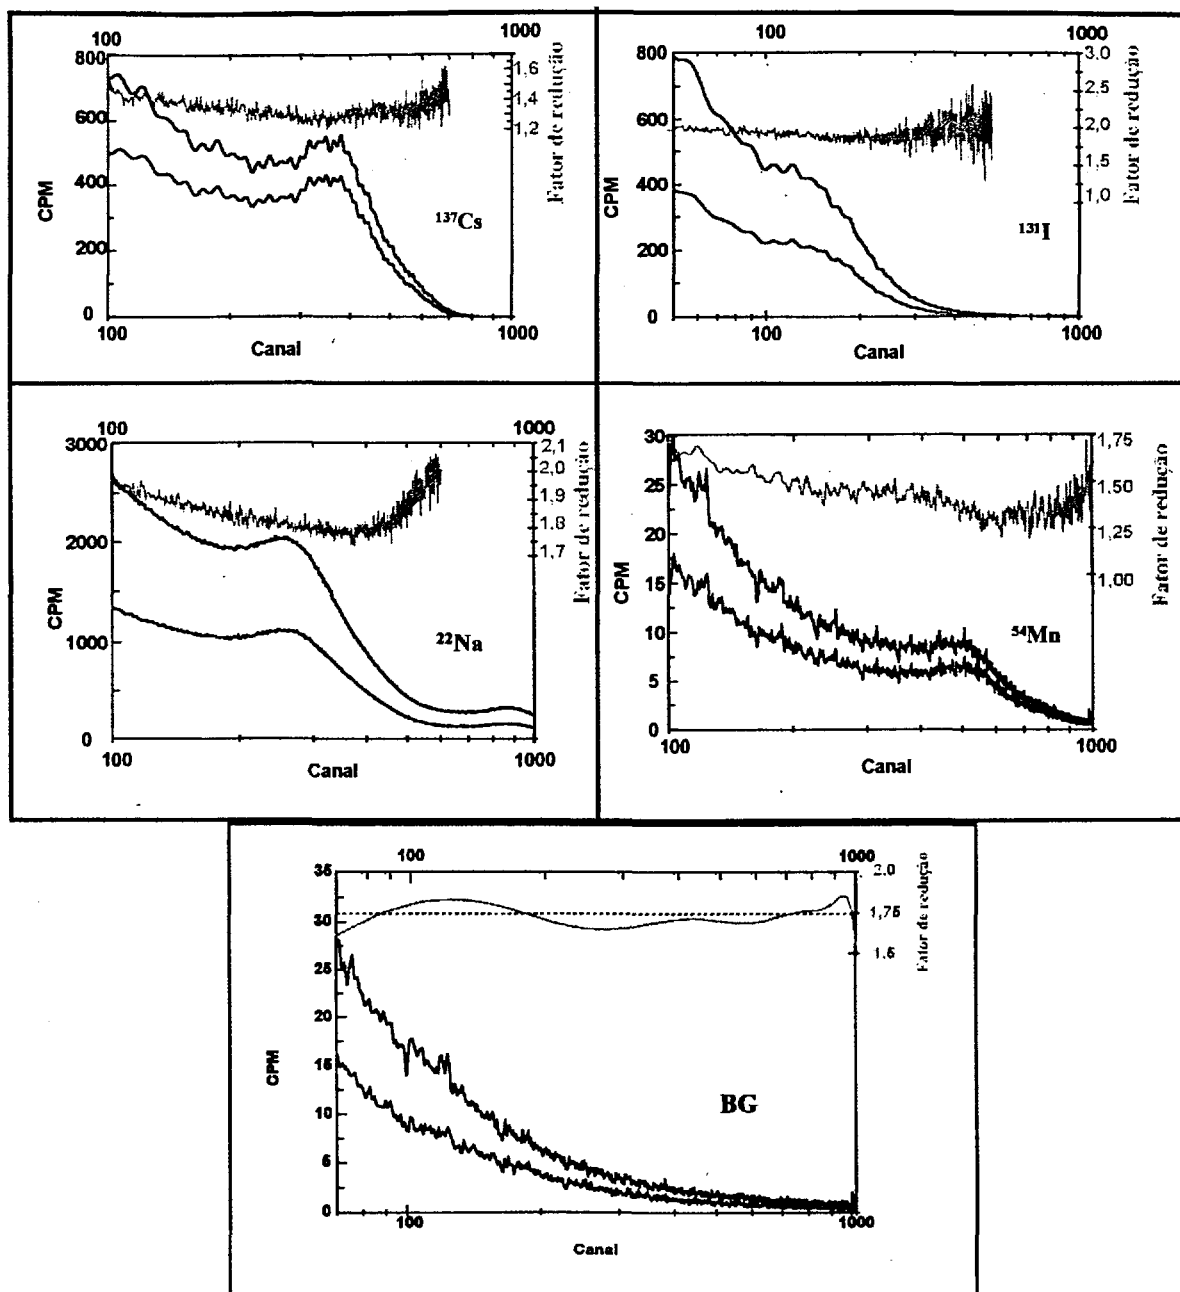 100 1000
800 600 400 200 0
1,6 1,4 1,2
CPM
Fator de redução
¹³⁷Cs
100 1000
Canal
100 1000
800 600 400 200 0
3,0 2,5 2,0 1,5 1,0
CPM
Fator de redução
¹³¹I
100 1000
Canal
100 1000
3000 2000 1000 0
2,1 2,0 1,9 1,8 1,7
CPM
Fator de redução
²²Na
100 1000
Canal
30 25 20 15 10 5 0
1,75 1,50 1,25 1,00
CPM
Fator de redução
⁵⁴Mn
100 1000
Canal
100 1000
35 30 25 20 15 10 5 0
2.0 1,75 1.5
CPM
Fator de redução
BG
100 1000
Canal